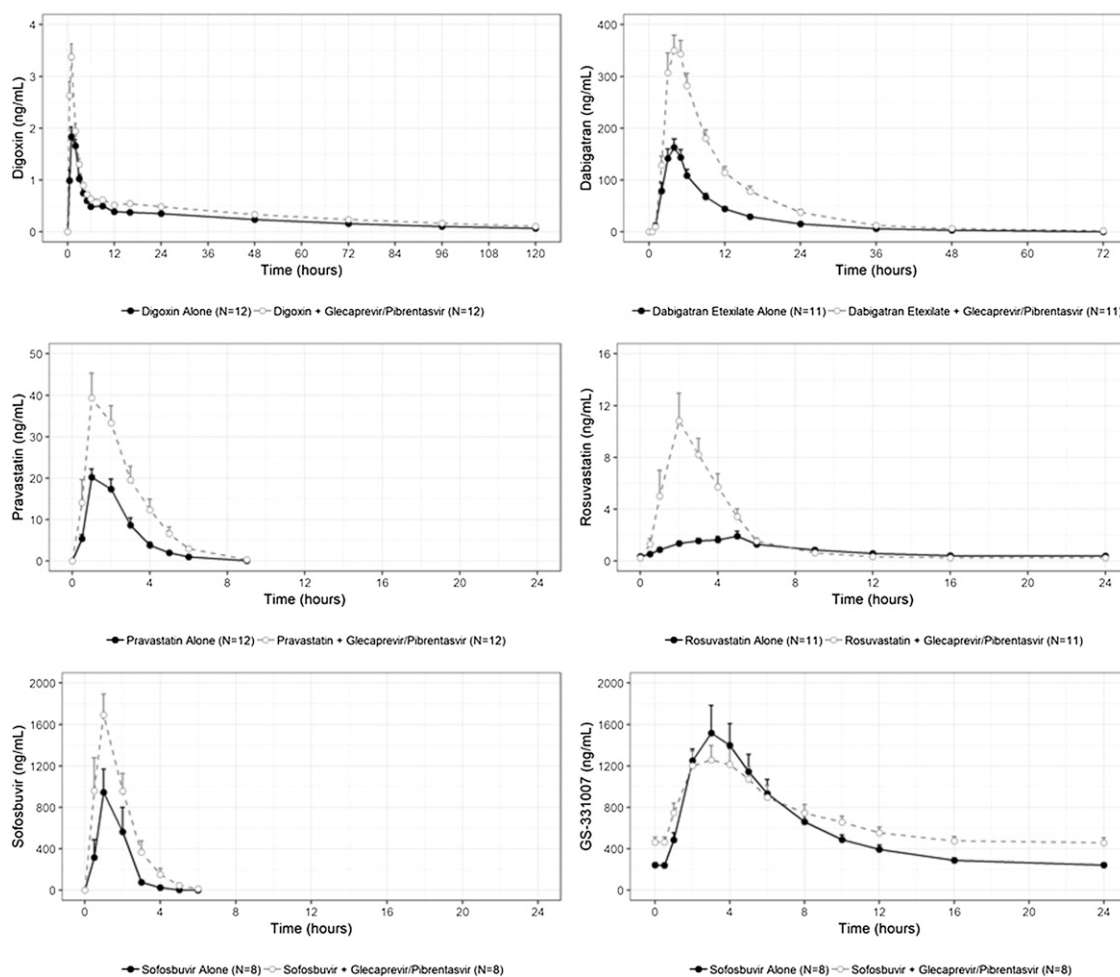 Digoxin (ng/mL)
4
3
2
1
0
0 12 24 36 48 60 72 84 96 108 120
Time (hours)
Digoxin Alone (N=12) Digoxin + Glecaprevir/Pibrentasvir (N=12)
Dabigatran (ng/mL)
400
300
200
100
0
0 12 24 36 48 60 72
Time (hours)
Dabigatran Etexilate Alone (N=11) Dabigatran Etexilate + Glecaprevir/Pibrentasvir (N=11)
Pravastatin (ng/mL)
50
40
30
20
10
0
0 4 8 12 16 20 24
Time (hours)
Pravastatin Alone (N=12) Pravastatin + Glecaprevir/Pibrentasvir (N=12)
Rosuvastatin (ng/mL)
16
12
8
4
0
0 4 8 12 16 20 24
Time (hours)
Rosuvastatin Alone (N=11) Rosuvastatin + Glecaprevir/Pibrentasvir (N=11)
Sofosbuvir (ng/mL)
2000
1600
1200
800
400
0
0 4 8 12 16 20 24
Time (hours)
Sofosbuvir Alone (N=8) Sofosbuvir + Glecaprevir/Pibrentasvir (N=8)
GS-331007 (ng/mL)
2000
1600
1200
800
400
0
0 4 8 12 16 20 24
Time (hours)
Sofosbuvir Alone (N=8) Sofosbuvir + Glecaprevir/Pibrentasvir (N=8)